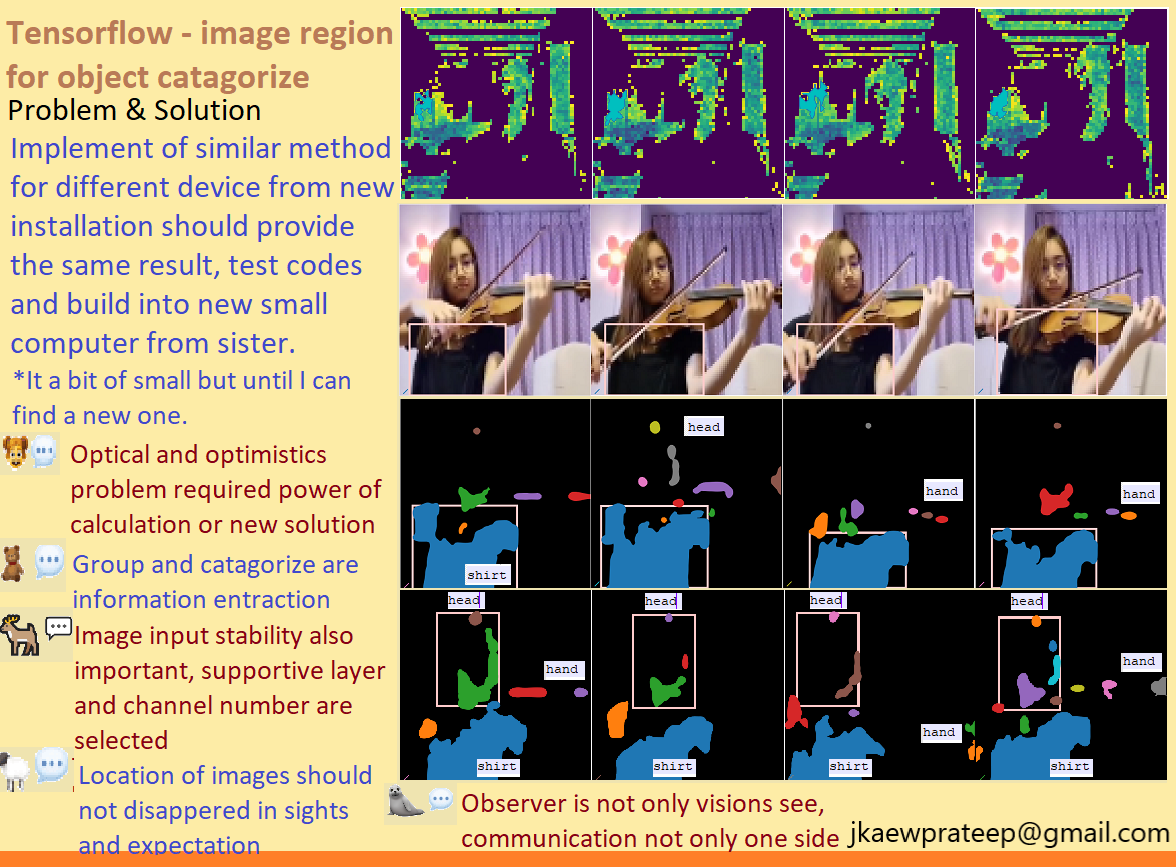 Tensorflow - image region
for object catagorize
Problem & Solution
Implement of similar method
for different device from new
installation should provide
the same result, test codes
and build into new small
computer from sister.
*It a bit of small but until I can
find a new one.
Optical and optimistics
problem required power of
calculation or new solution
Group and catagorize are
information entraction
Image input stability also
important, supportive layer
and channel number are
selected
Location of images should
not disappered in sights
and expectation
head
hand
hand
shirt
head
head
head
head
hand
hand
hand
shirt
shirt
shirt
shirt
Observer is not only visions see,
communication not only one side
jkaewprateep@gmail.com